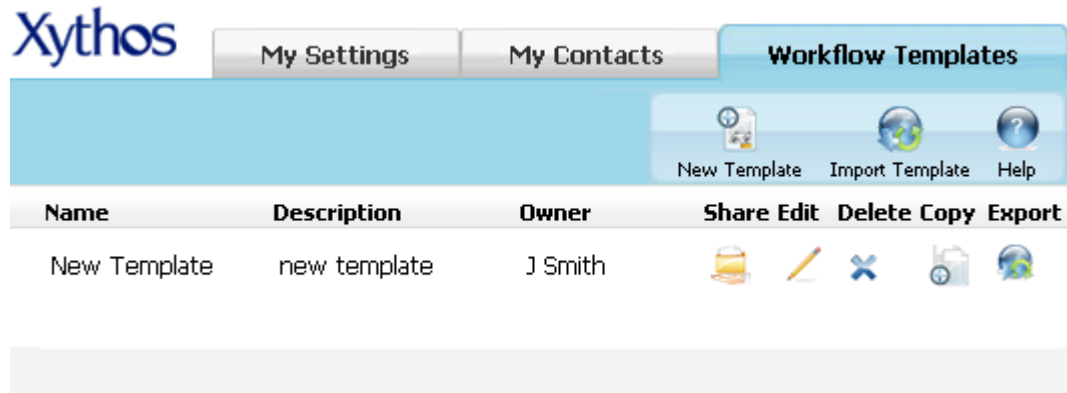 Xythos
My Settings My Contacts Workflow Templates
New Template Import Template Help
Name Description Owner Share Edit Delete Copy Export
New Template new template J Smith